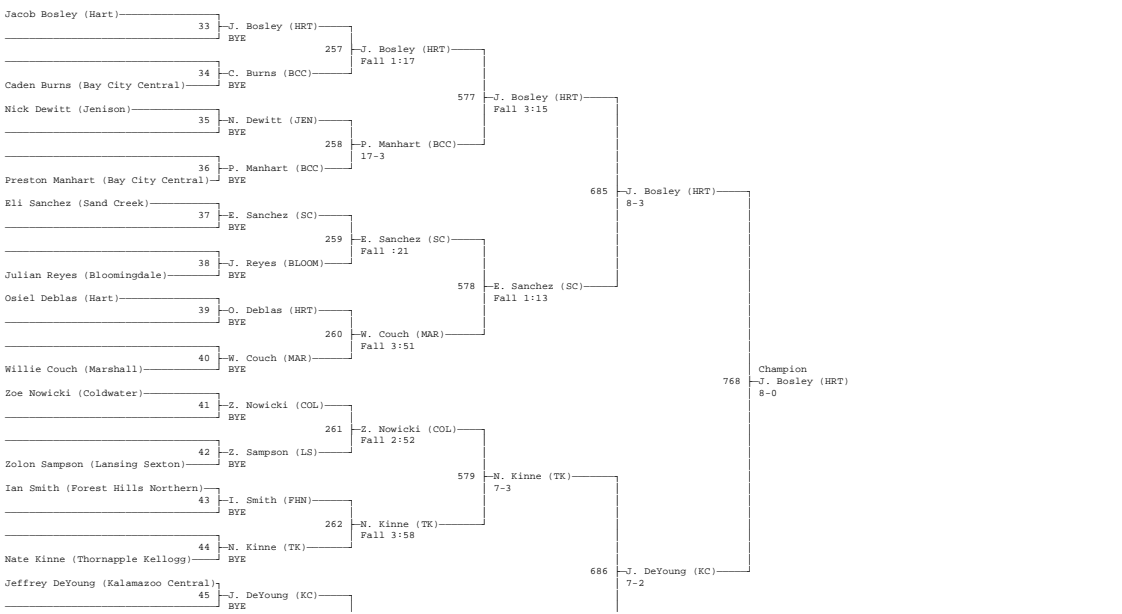 Jacob Bosley (Hart)
33 J. Bosley (HRT)
BYE
257 J. Bosley (HRT)
Fall 1:17
34 C. Burns (BCC)
Caden Burns (Bay City Central) BYE
577 J. Bosley (HRT)
Fall 3:15
Nick Dewitt (Jenison)
35 N. Dewitt (JEN)
BYE
258 P. Manhart (BCC)
17-3
36 P. Manhart (BCC)
Preston Manhart (Bay City Central) BYE
685 J. Bosley (HRT)
8-3
Eli Sanchez (Sand Creek)
37 E. Sanchez (SC)
BYE
259 E. Sanchez (SC)
Fall :21
38 J. Reyes (BLOOM)
Julian Reyes (Bloomingdale) BYE
578 E. Sanchez (SC)
Fall 1:13
Osiel Deblas (Hart)
39 O. Deblas (HRT)
BYE
260 W. Couch (MAR)
Fall 3:51
40 W. Couch (MAR)
Willie Couch (Marshall) BYE
Champion
768 J. Bosley (HRT)
8-0
Zoe Nowicki (Coldwater)
41 Z. Nowicki (COL)
BYE
261 Z. Nowicki (COL)
Fall 2:52
42 Z. Sampson (LS)
Zolon Sampson (Lansing Sexton) BYE
579 N. Kinne (TK)
7-3
Ian Smith (Forest Hills Northern)
43 I. Smith (FHN)
BYE
262 N. Kinne (TK)
Fall 3:58
44 N. Kinne (TK)
Nate Kinne (Thornapple Kellogg) BYE
686 J. DeYoung (KC)
7-2
Jeffrey DeYoung (Kalamazoo Central)
45 J. DeYoung (KC)
BYE